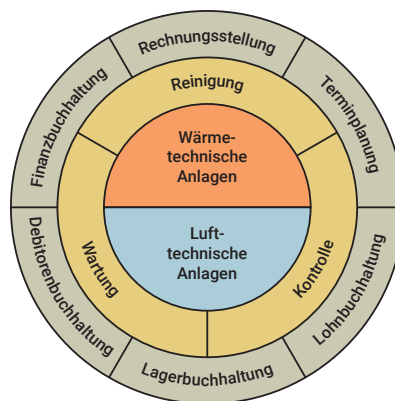 Rechnungsstellung
Finanzbuchhaltung
Terminplanung
Reinigung
Wärme-
technische
Anlagen
Luft-
technische
Anlagen
Wartung
Kontrolle
Debitorenbuchhaltung
Lohnbuchhaltung
Lagerbuchhaltung